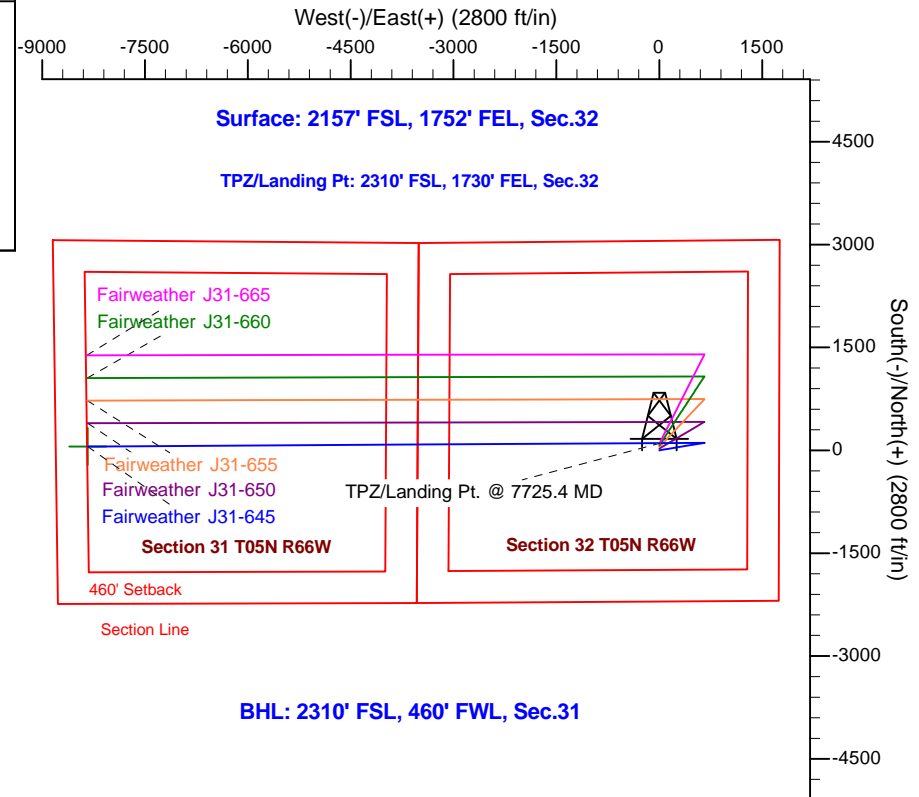 West(-)/East(+) (2800 ft/in)
-9000 -7500 -6000 -4500 -3000 -1500 0 1500
Surface: 2157' FSL, 1752' FEL, Sec.32
4500
TPZ/Landing Pt: 2310' FSL, 1730' FEL, Sec.32
3000
Fairweather J31-665
Fairweather J31-660
1500
South(-)/North(+) (2800 ft/in)
0
Fairweather J31-655
Fairweather J31-650
TPZ/Landing Pt. @ 7725.4 MD
Fairweather J31-645
Section 31 T05N R66W
Section 32 T05N R66W
-1500
460' Setback
Section Line
-3000
BHL: 2310' FSL, 460' FWL, Sec.31
-4500